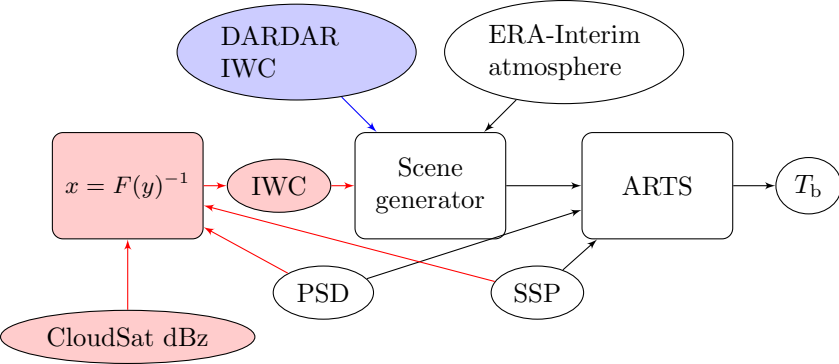 DARDAR
IWC
ERA-Interim
atmosphere
x = F(y)⁻¹
IWC
Scene
generator
ARTS
T_b
PSD
SSP
CloudSat dBz